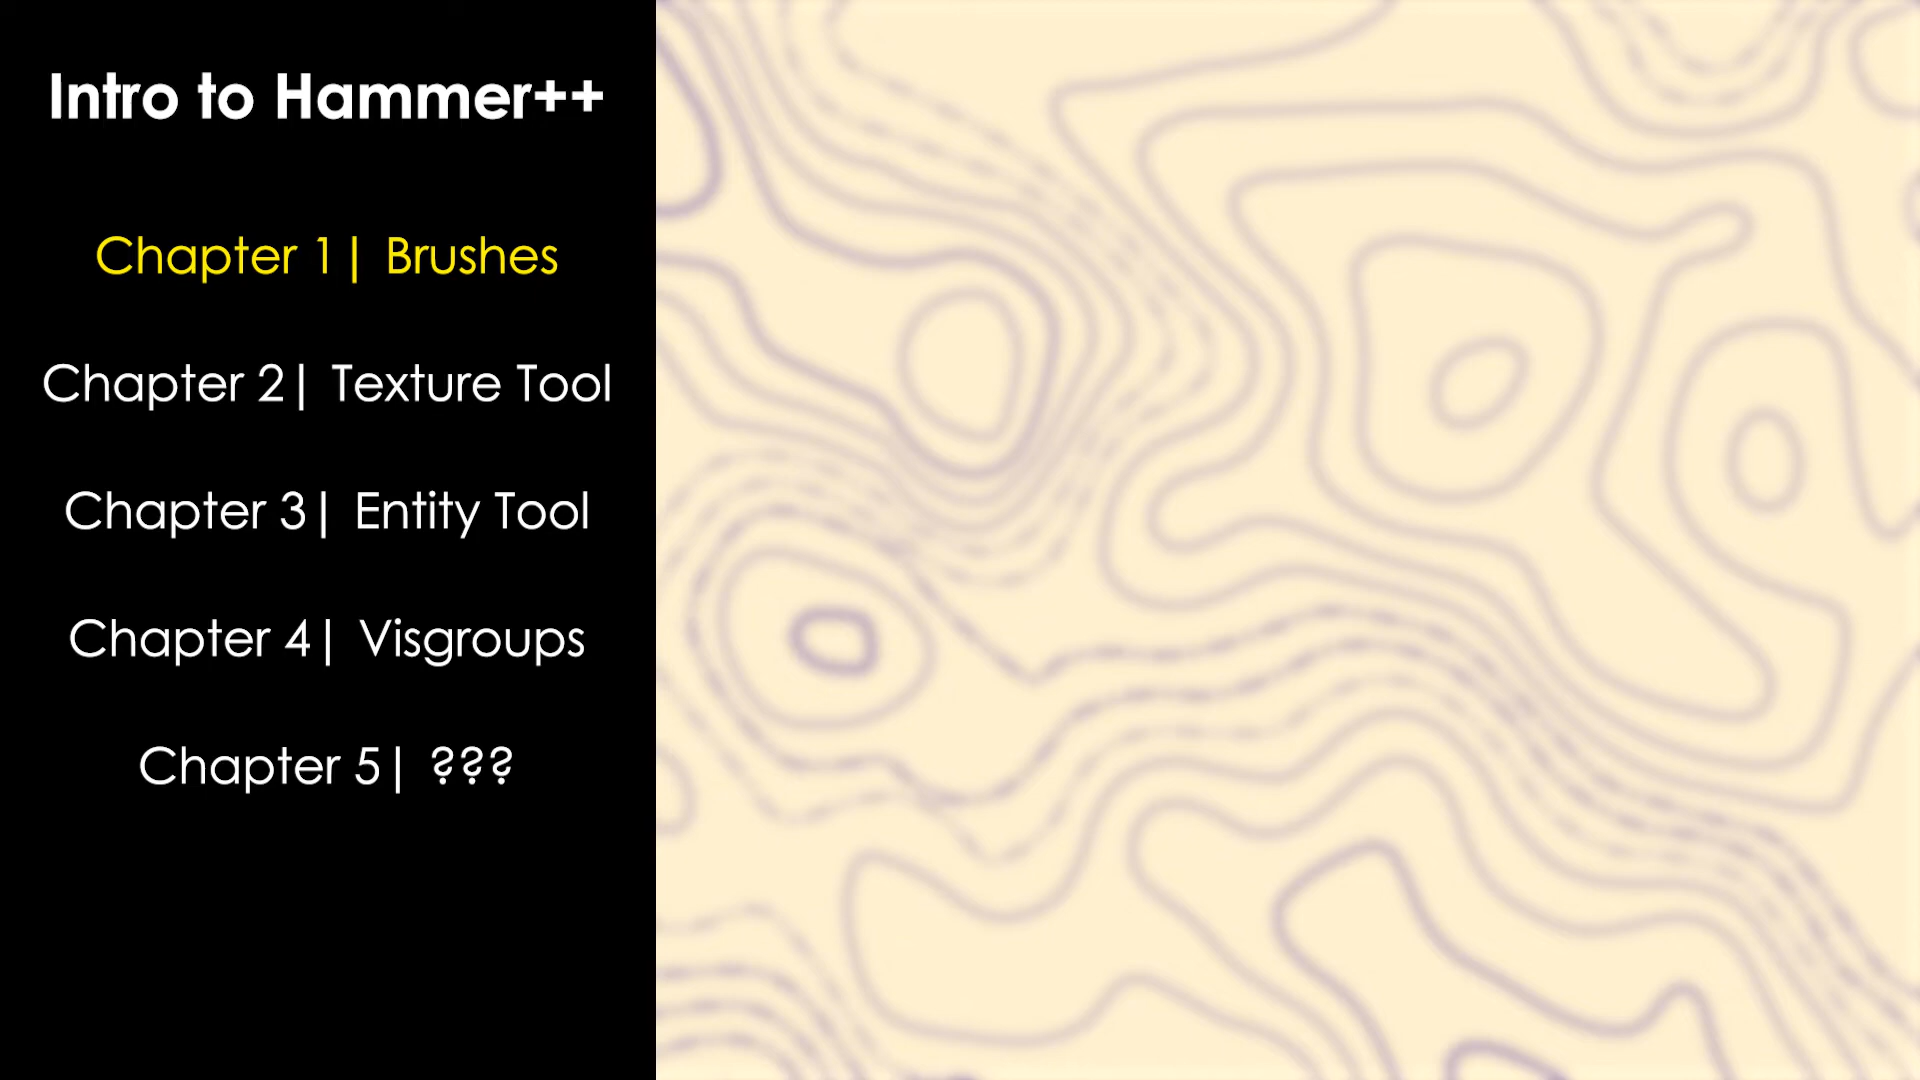 Intro to Hammer++
Chapter 1| Brushes
Chapter 2| Texture Tool
Chapter 3| Entity Tool
Chapter 4| Visgroups
Chapter 5| ???